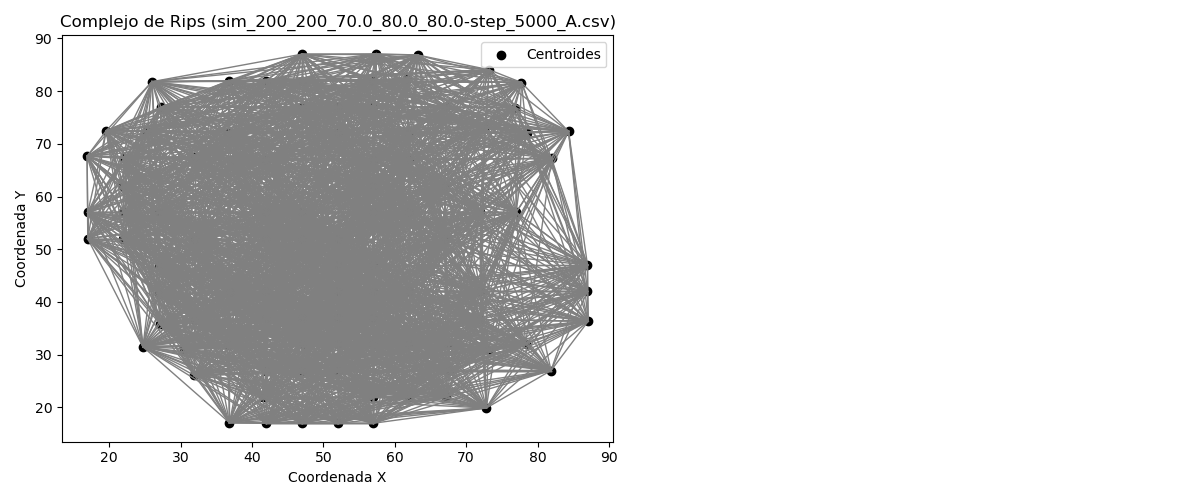 Complejo de Rips (sim_200_200_70.0_80.0_80.0-step_5000_A.csv)
Centroides
90
80
70
60
50
40
30
20
Coordenada Y
20 30 40 50 60 70 80 90
Coordenada X